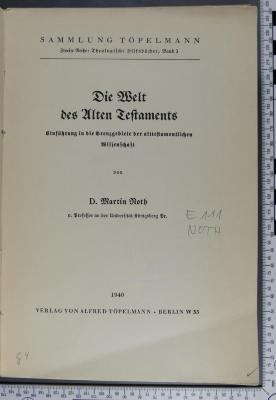 SAMMLUNG TÖPELMANN
Zweite Reihe: Theologische Hilfsbücher, Band 3
Die Welt
des Alten Testaments
Einführung in die Grenzgebiete der alttestamentlichen
Wissenschaft
von
D. Martin Noth
o. Professor an der Universität Königsberg Pr.
E 111
NOTH
1940
VERLAG VON ALFRED TÖPELMANN • BERLIN W 35